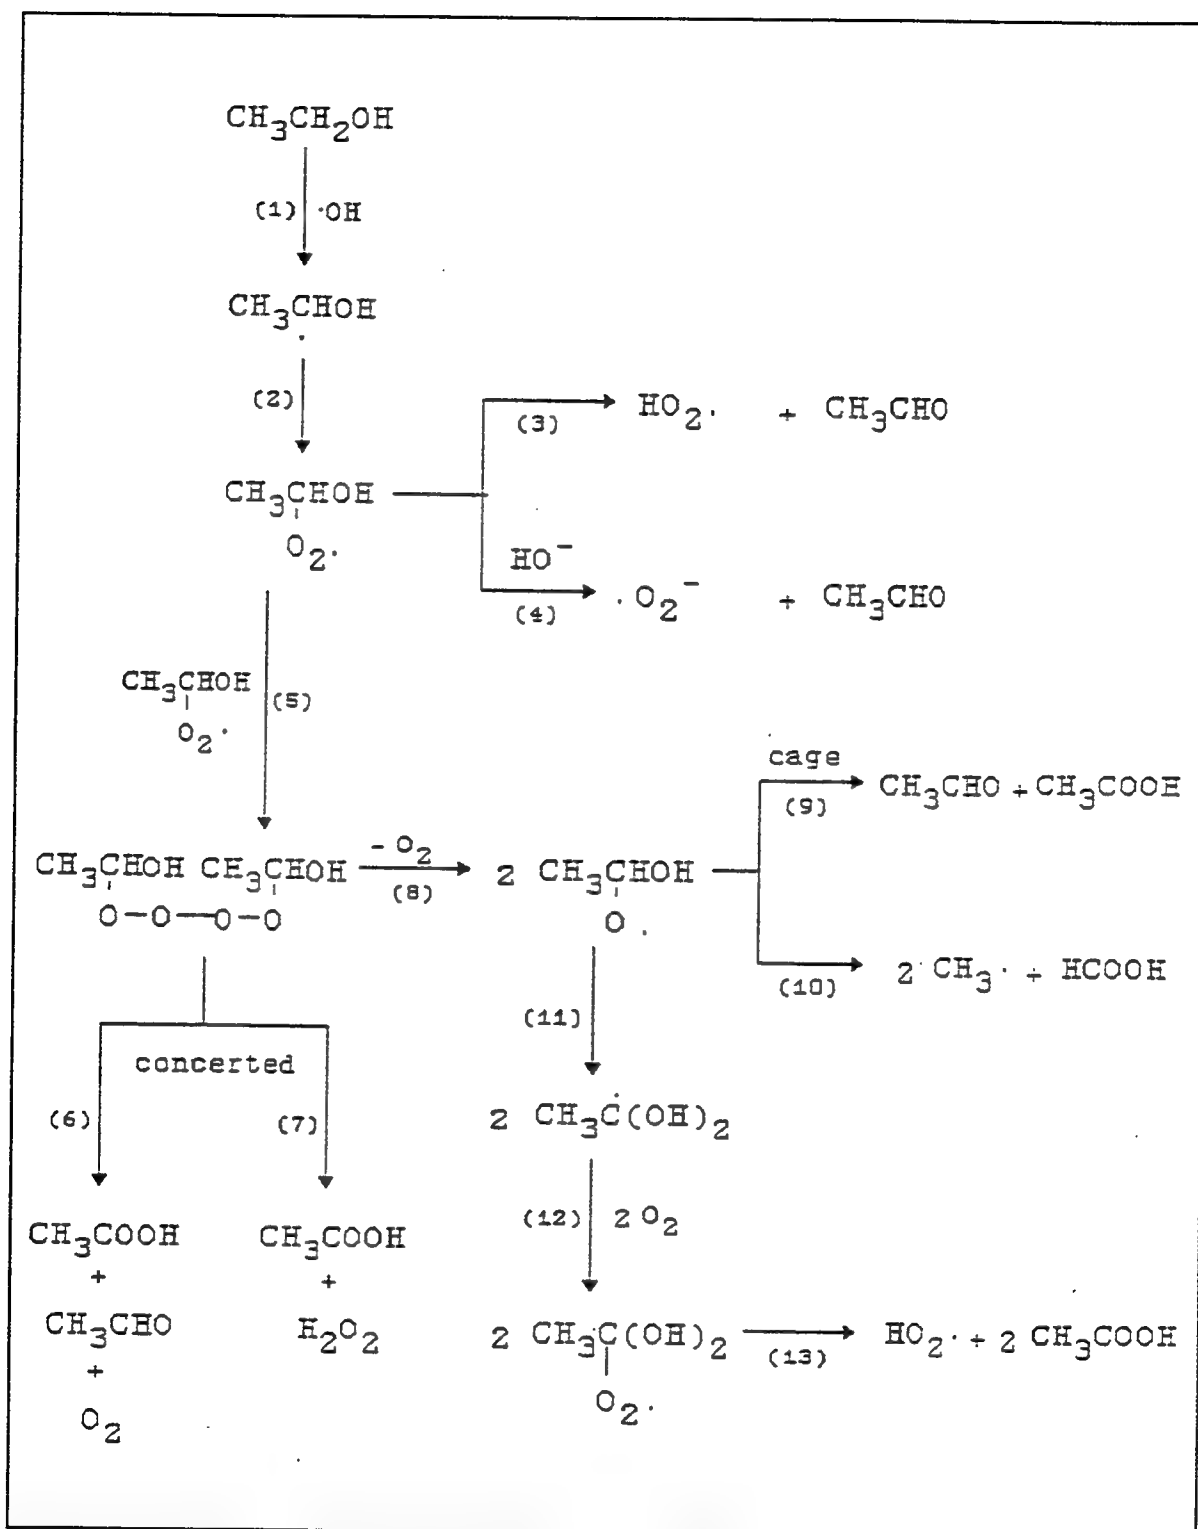 CH3CH2OH
(1) ·OH
CH3CHOH
·
(2)
(3) HO2· + CH3CHO
CH3CHOH
O2·
HO−
(4) ·O2− + CH3CHO
CH3CHOH
O2·
(5)
cage
(9) CH3CHO + CH3COOH
CH3CHOH CH3CHOH
O-O-O-O
- O2
(8)
2 CH3CHOH
O·
(10) 2 CH3· + HCOOH
(11)
concerted
(6) (7)
2 CH3Ċ(OH)2
(12) 2 O2
CH3COOH
+
CH3CHO
+
O2
CH3COOH
+
H2O2
2 CH3C(OH)2
O2·
(13) HO2· + 2 CH3COOH